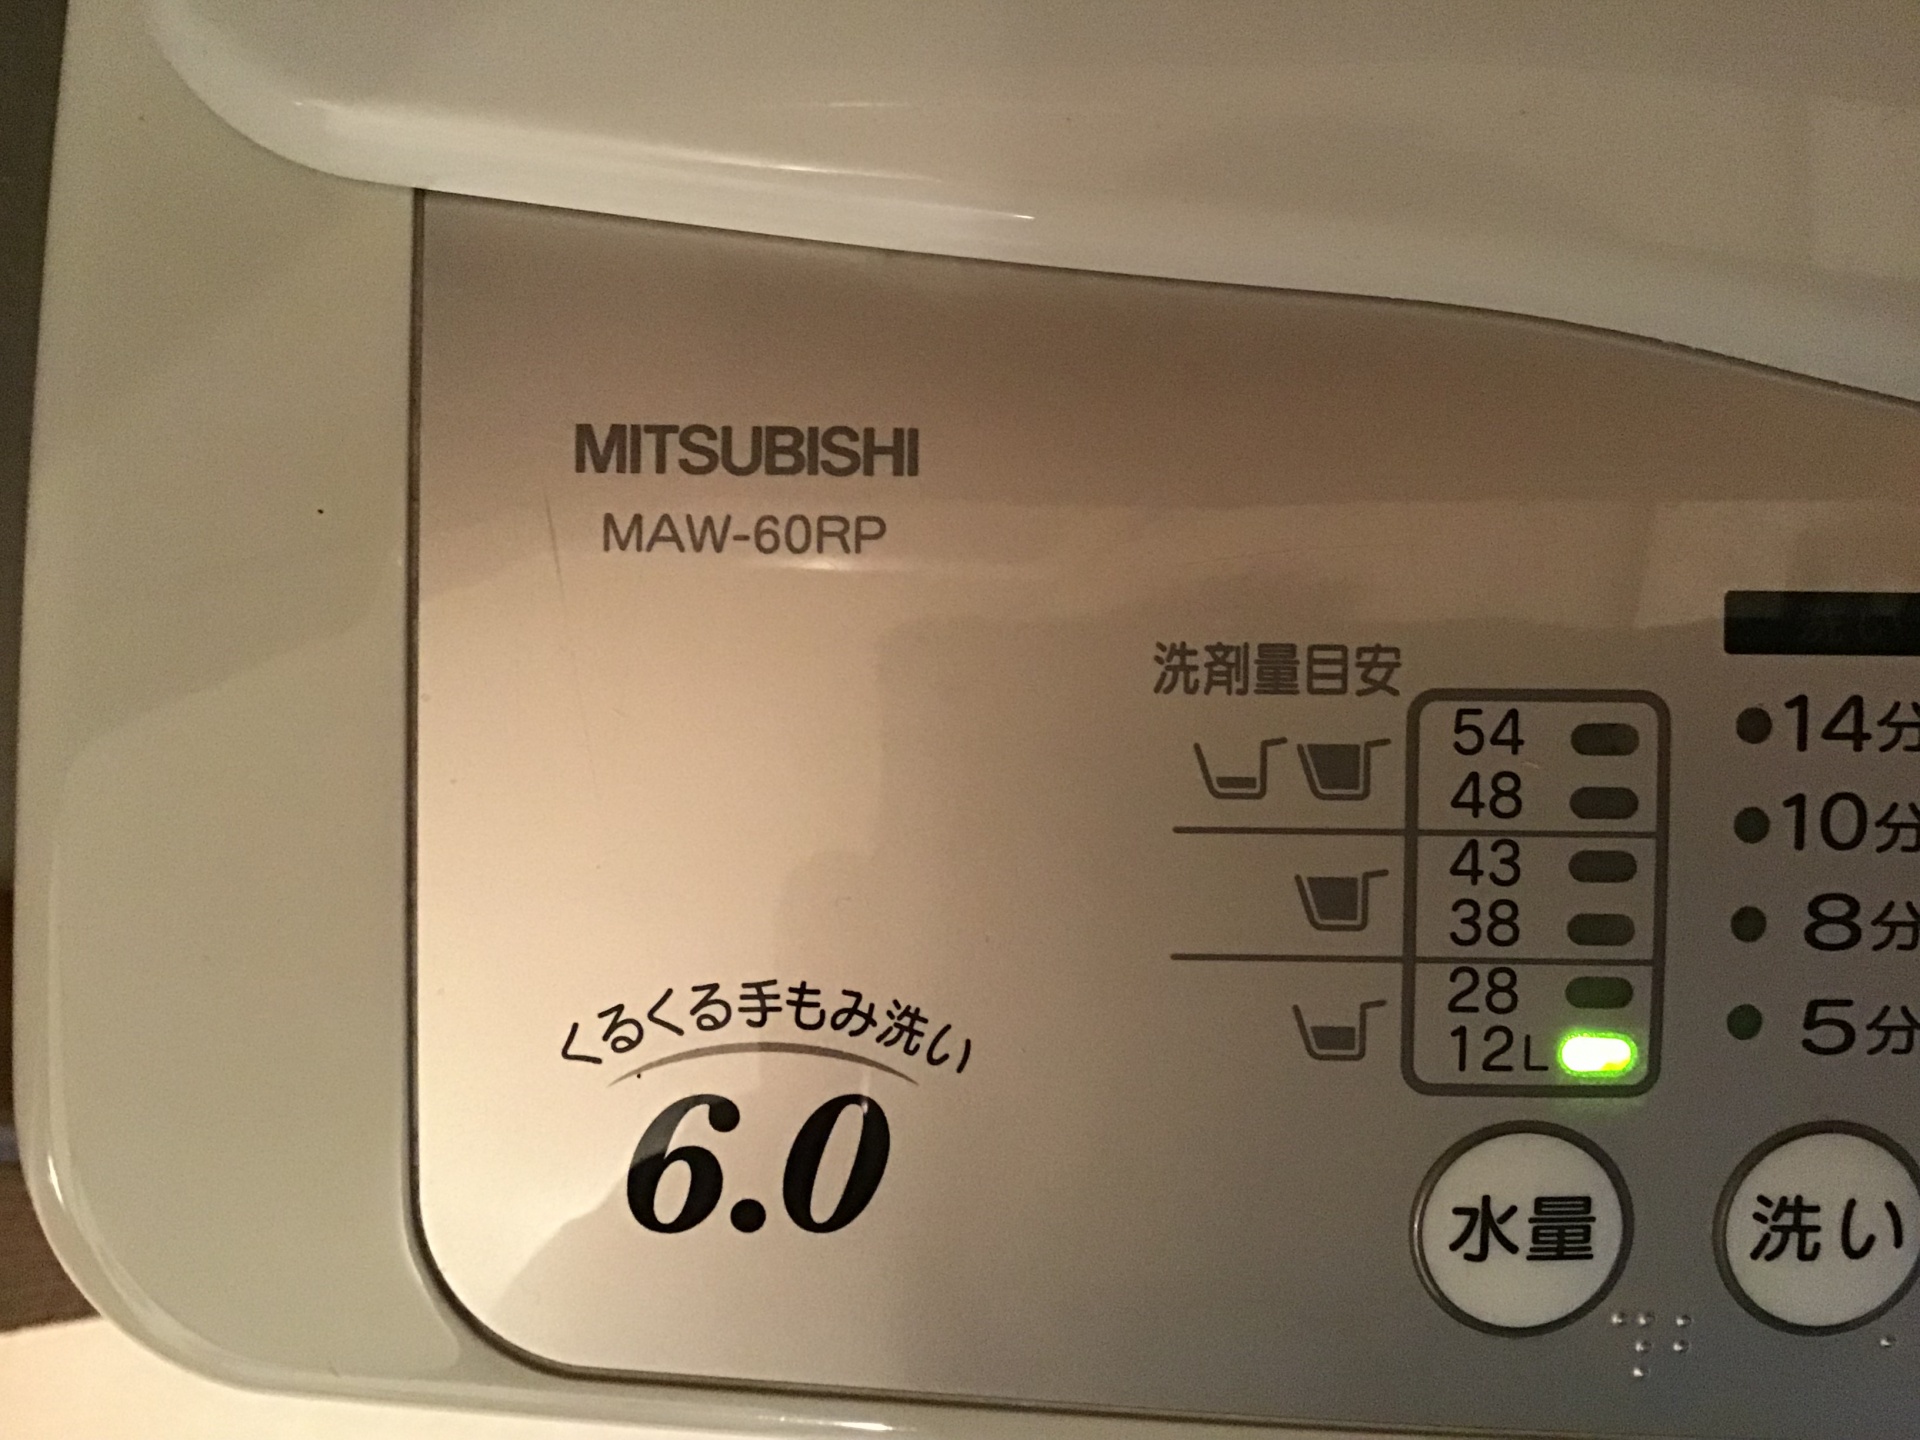 MITSUBISHI
MAW-60RP
洗剤量目安
54
48
43
38
28
12L
14分
10分
8分
5分
くるくる手もみ洗い
6.0
水量
洗い